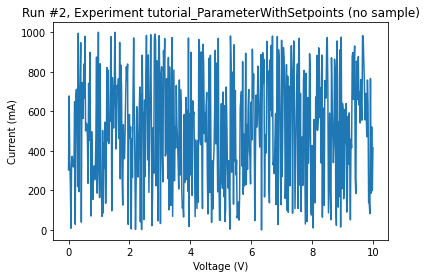 Run #2, Experiment tutorial_ParameterWithSetpoints (no sample)
1000
800
600
400
200
0
Current (mA)
0 2 4 6 8 10
Voltage (V)